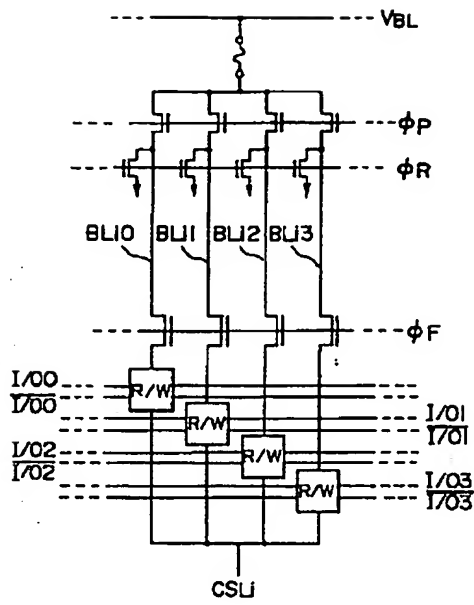 VBL
ϕP
ϕR
BLi0 BLi1 BLi2 BLi3
ϕF
I/O0 R/W
I/O0
R/W I/O1
I/O1
I/O2 R/W
I/O2
R/W I/O3
I/O3
CSLi